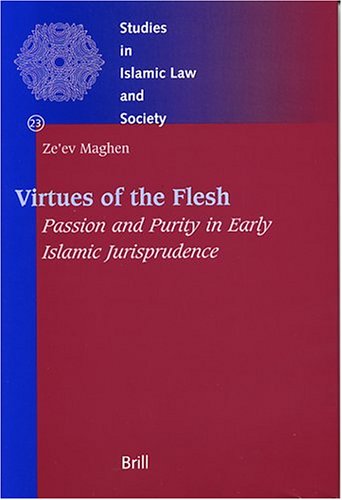 Studies
in
Islamic Law
and
Society
23
Ze'ev Maghen
Virtues of the Flesh
Passion and Purity in Early
Islamic Jurisprudence
Brill